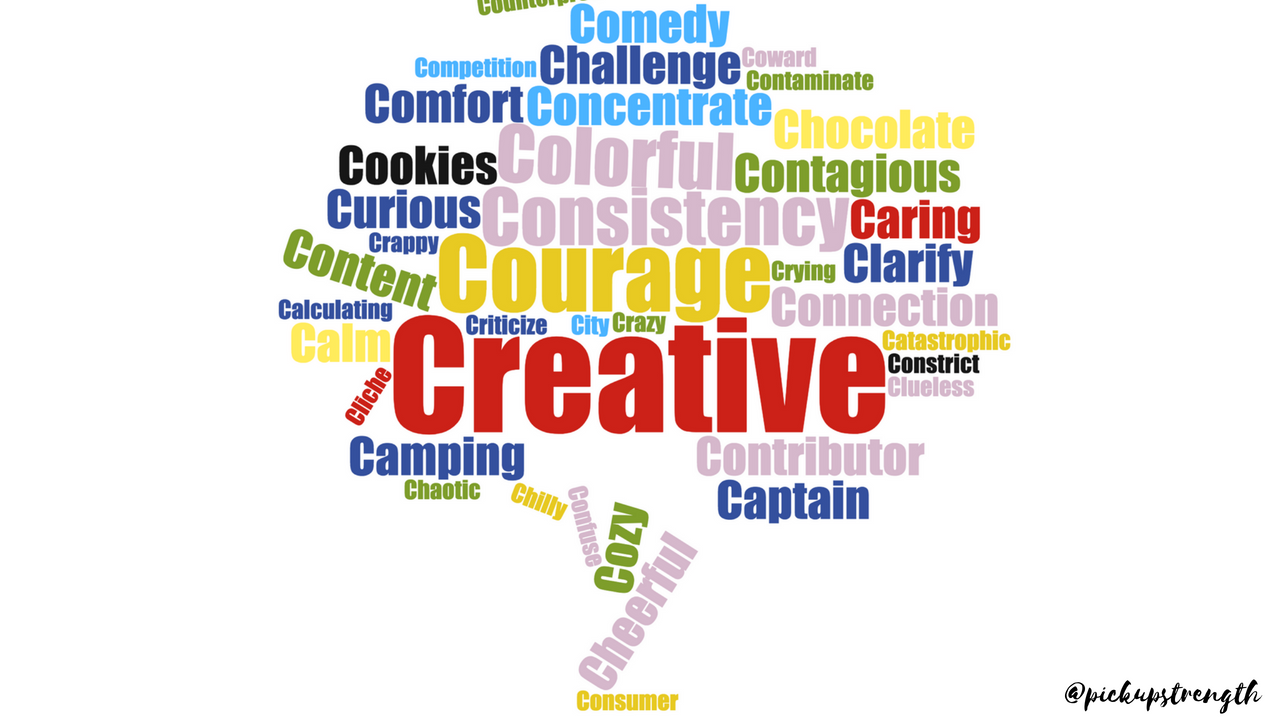 Comedy
Competition Challenge Coward
Contaminate
Comfort Concentrate
Chocolate
Cookies Colorful Contagious
Curious Consistency Caring
Crappy
Content Courage Crying Clarify
Calculating Connection
Criticize City Crazy
Calm Catastrophic
Creative Constrict
Cliche Clueless
Camping Contributor
Chaotic Chilly Confuse Cozy Captain
Cheerful
Consumer
@pickupstrength